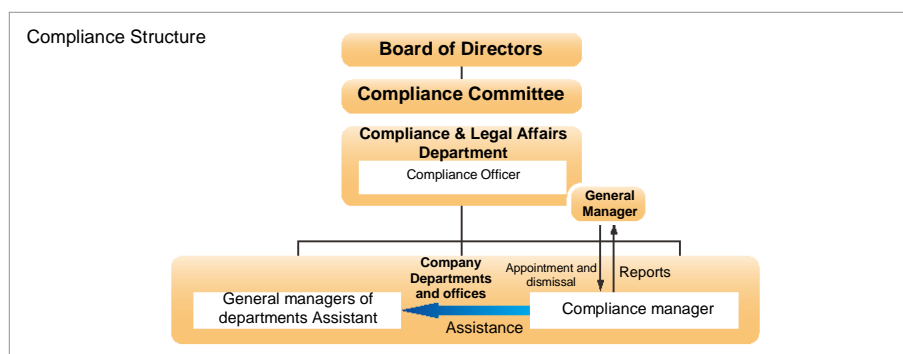 Compliance Structure
Board of Directors
Compliance Committee
Compliance & Legal Affairs
Department
Compliance Officer
General
Manager
Company
Departments
and offices
Appointment and
dismissal
Reports
General managers of
departments Assistant
Assistance
Compliance manager